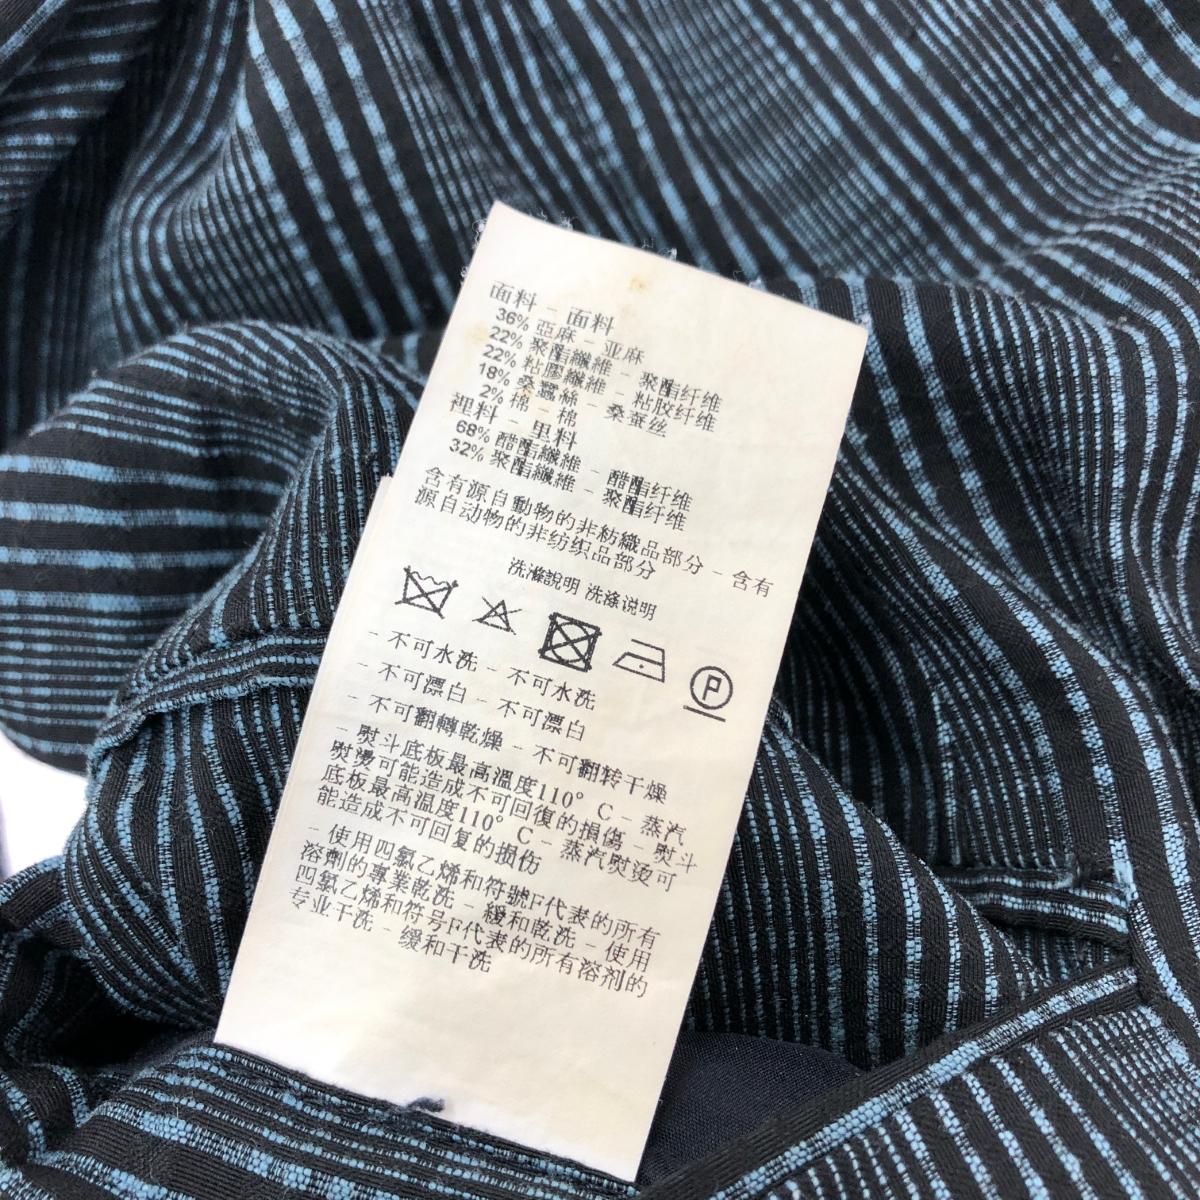 面料 - 面料
36% 亞麻 - 亚麻
22% 聚酯纖維 - 聚酯纤维
22% 粘膠纖維 - 粘胶纤维
18% 桑蠶絲 - 桑蚕丝
2% 棉 - 棉
裡料 - 里料
68% 醋酯纖維 - 醋酯纤维
32% 聚酯纖維 - 聚酯纤维
含有源自動物的非紡織品部分 - 含有
源自动物的非纺织品部分
洗滌說明 洗涤说明
P
- 不可水洗 - 不可水洗
- 不可漂白 - 不可漂白
- 不可翻轉乾燥 - 不可翻转干燥
- 熨斗底板最高溫度110° C - 蒸汽
熨燙可能造成不可回復的損傷 - 熨斗
底板最高温度110° C - 蒸汽熨烫可
能造成不可回复的损伤
- 使用四氯乙烯和符號F代表的所有
溶劑的專業乾洗 - 緩和乾洗 - 使用
四氯乙烯和符号F代表的所有溶剂的
专业干洗 - 缓和干洗